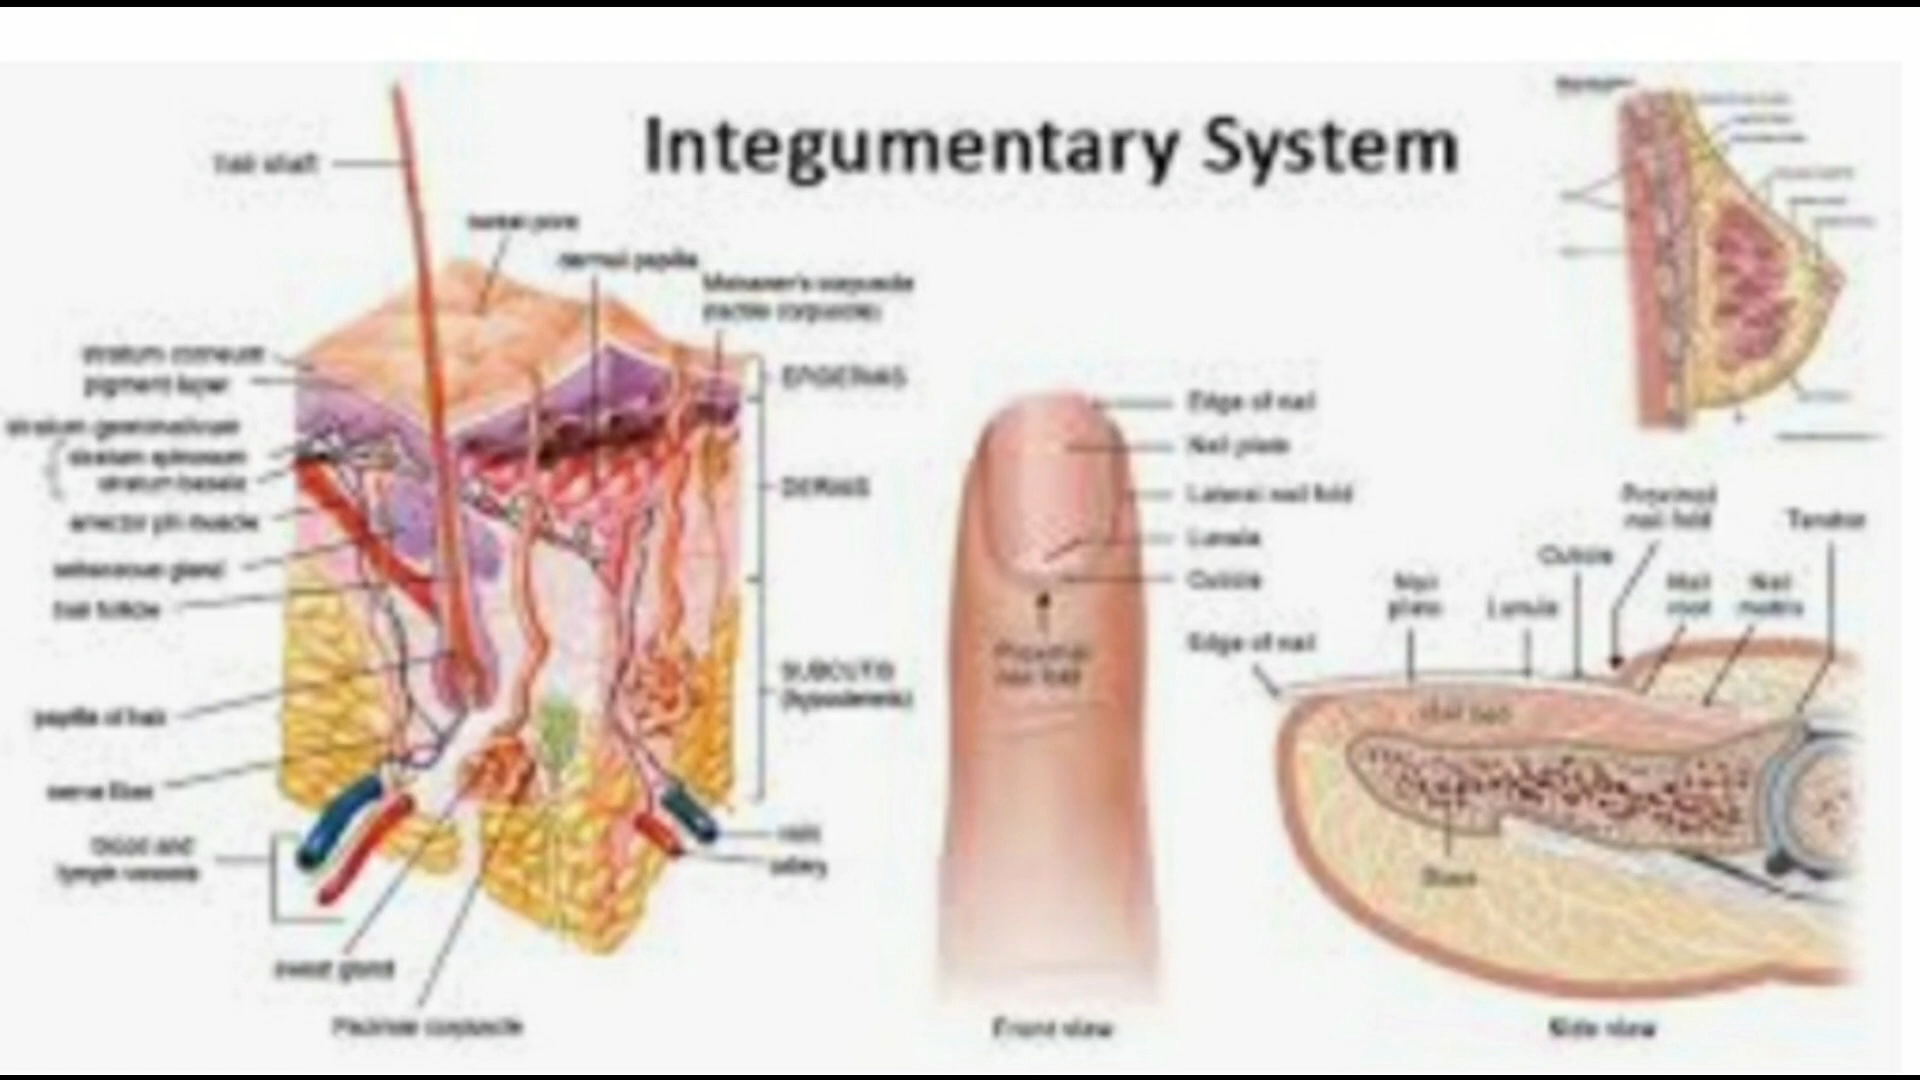 Integumentary System
hair shaft
sweat pore
dermal papilla
Meissner's corpuscle
(tactile corpuscle)
stratum corneum
pigment layer
stratum germinativum
stratum spinosum
stratum basale
arrector pili muscle
sebaceous gland
hair follicle
papilla of hair
nerve fiber
blood and
lymph vessels
sweat gland
Pacinian corpuscle
EPIDERMIS
DERMIS
SUBCUTIS
(hypodermis)
vein
artery
Edge of nail
Nail plate
Lateral nail fold
Lunula
Cuticle
Proximal
nail fold
Front view
Edge of nail
Nail
plate
Lunula
Cuticle
Proximal
nail fold
Nail
root
Nail
matrix
Tendon
Nail bed
Bone
Side view